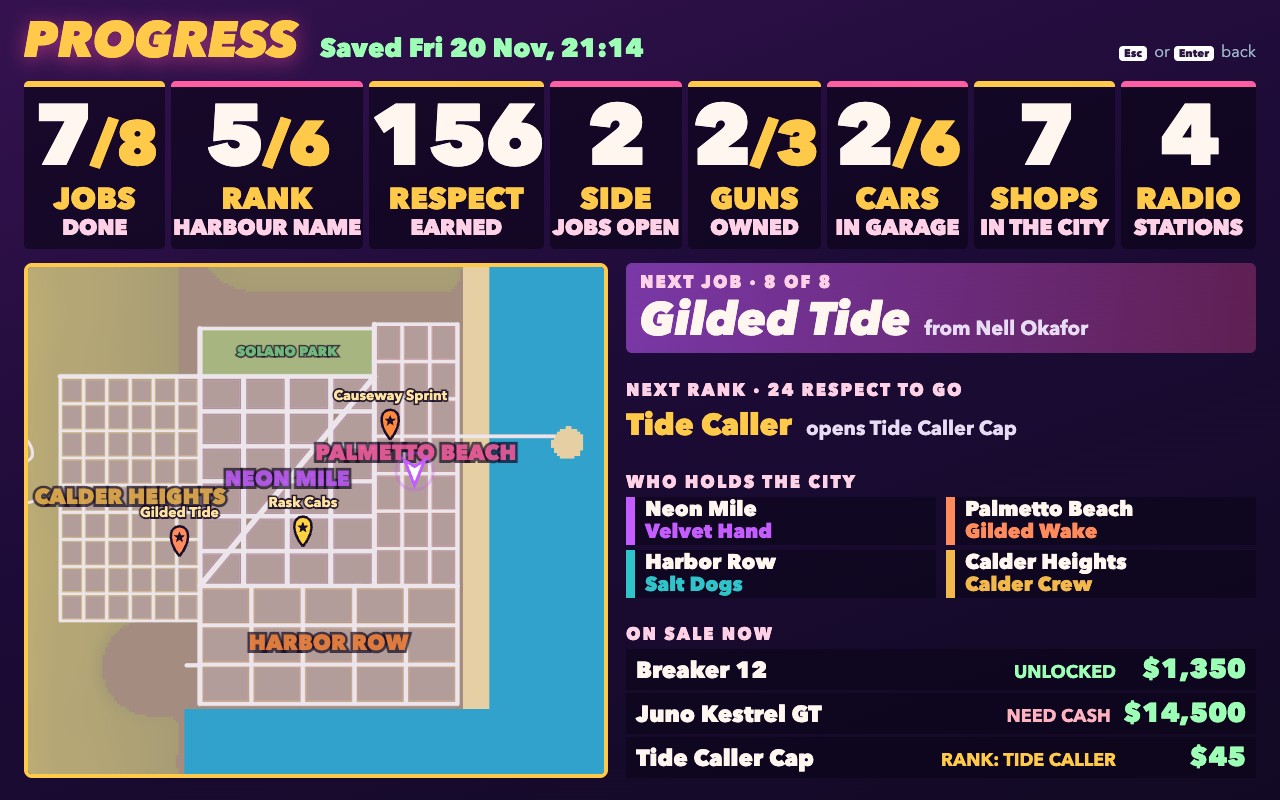 PROGRESS Saved Fri 20 Nov, 21:14
Esc or Enter back
7/8
JOBS
DONE
5/6
RANK
HARBOUR NAME
156
RESPECT
EARNED
2
SIDE
JOBS OPEN
2/3
GUNS
OWNED
2/6
CARS
IN GARAGE
7
SHOPS
IN THE CITY
4
RADIO
STATIONS
SOLANO PARK
Causeway Sprint
PALMETTO BEACH
NEON MILE
CALDER HEIGHTS
Rask Cabs
Gilded Tide
HARBOR ROW
NEXT JOB • 8 OF 8
Gilded Tide from Nell Okafor
NEXT RANK • 24 RESPECT TO GO
Tide Caller opens Tide Caller Cap
WHO HOLDS THE CITY
Neon Mile
Velvet Hand
Palmetto Beach
Gilded Wake
Harbor Row
Salt Dogs
Calder Heights
Calder Crew
ON SALE NOW
Breaker 12 UNLOCKED $1,350
Juno Kestrel GT NEED CASH $14,500
Tide Caller Cap RANK: TIDE CALLER $45